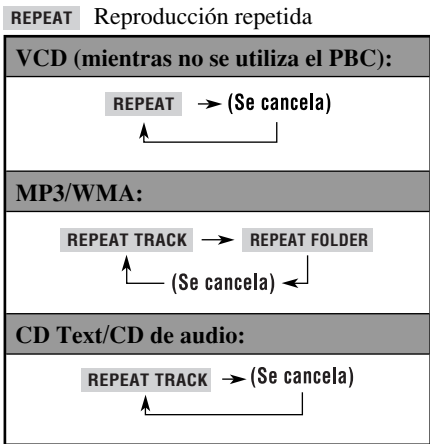 REPEAT Reproducción repetida
VCD (mientras no se utiliza el PBC):
REPEAT → (Se cancela)
MP3/WMA:
REPEAT TRACK → REPEAT FOLDER
(Se cancela)
CD Text/CD de audio:
REPEAT TRACK → (Se cancela)